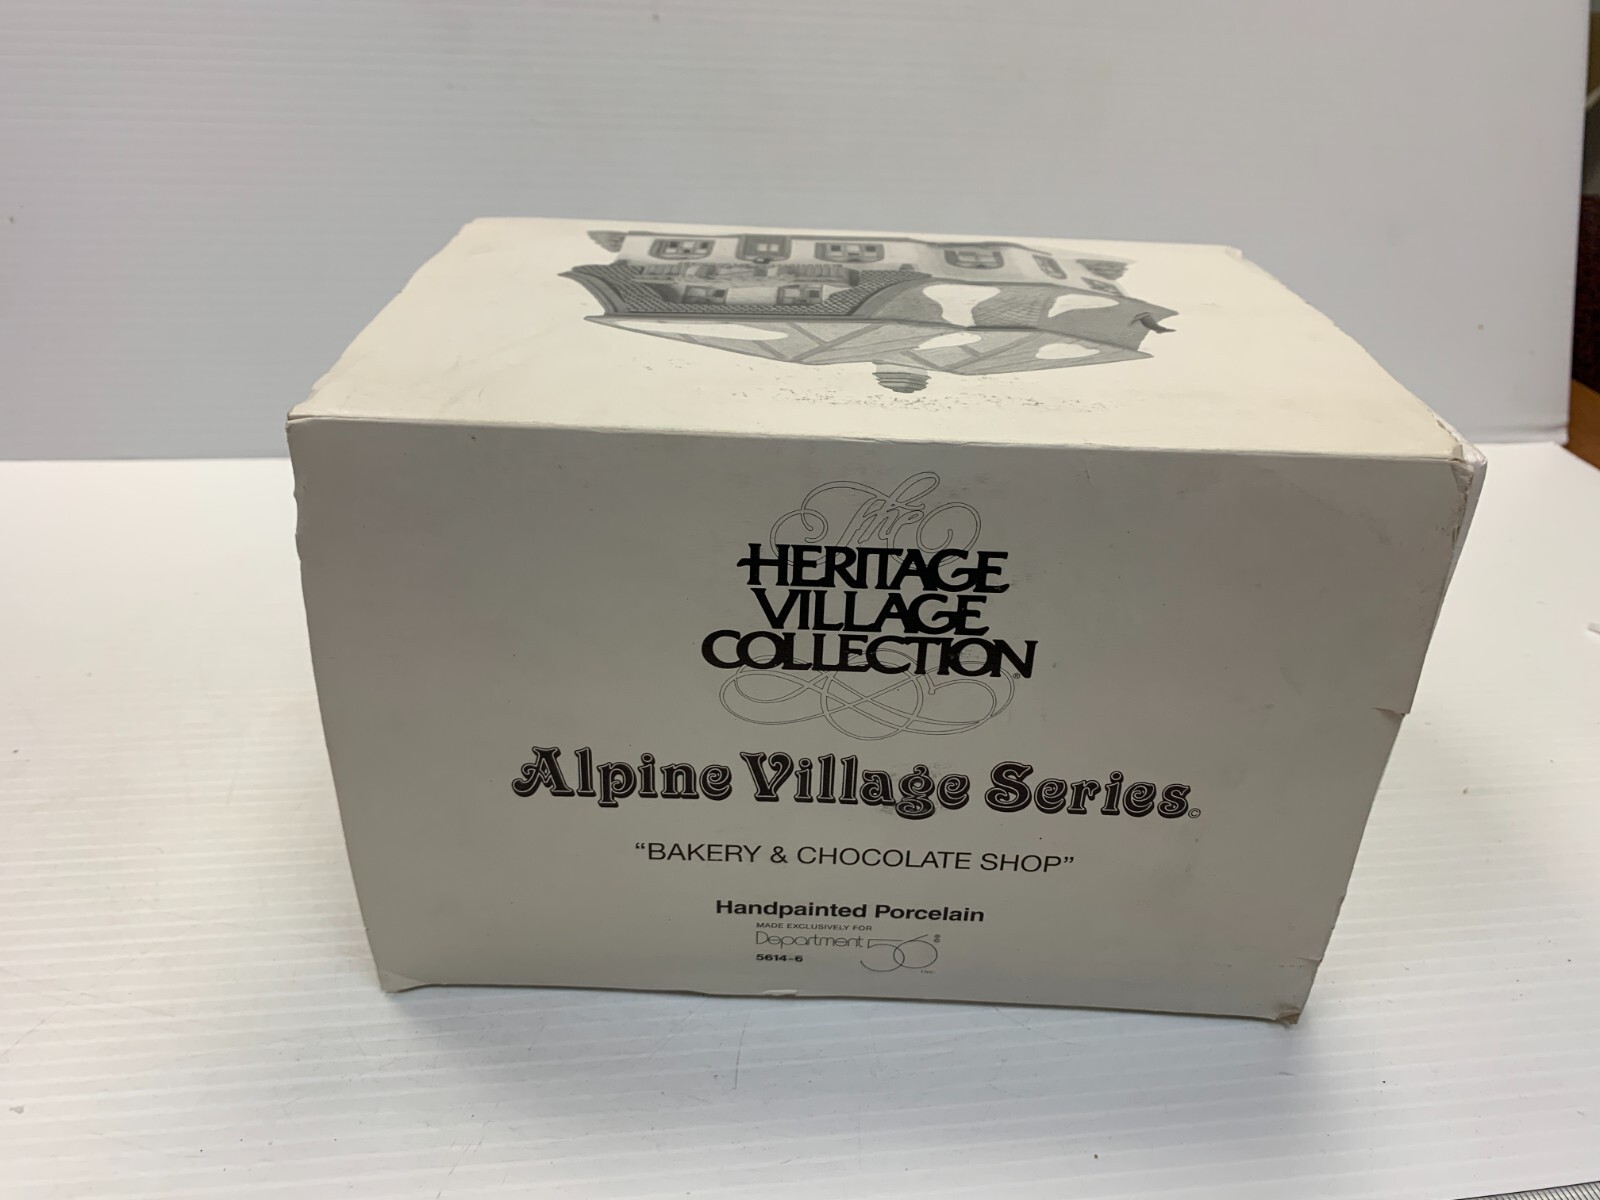 The
HERITAGE
VILLAGE
COLLECTION®
Alpine Village Series©
“BAKERY & CHOCOLATE SHOP”
Handpainted Porcelain
MADE EXCLUSIVELY FOR
Department 56®
5614-6